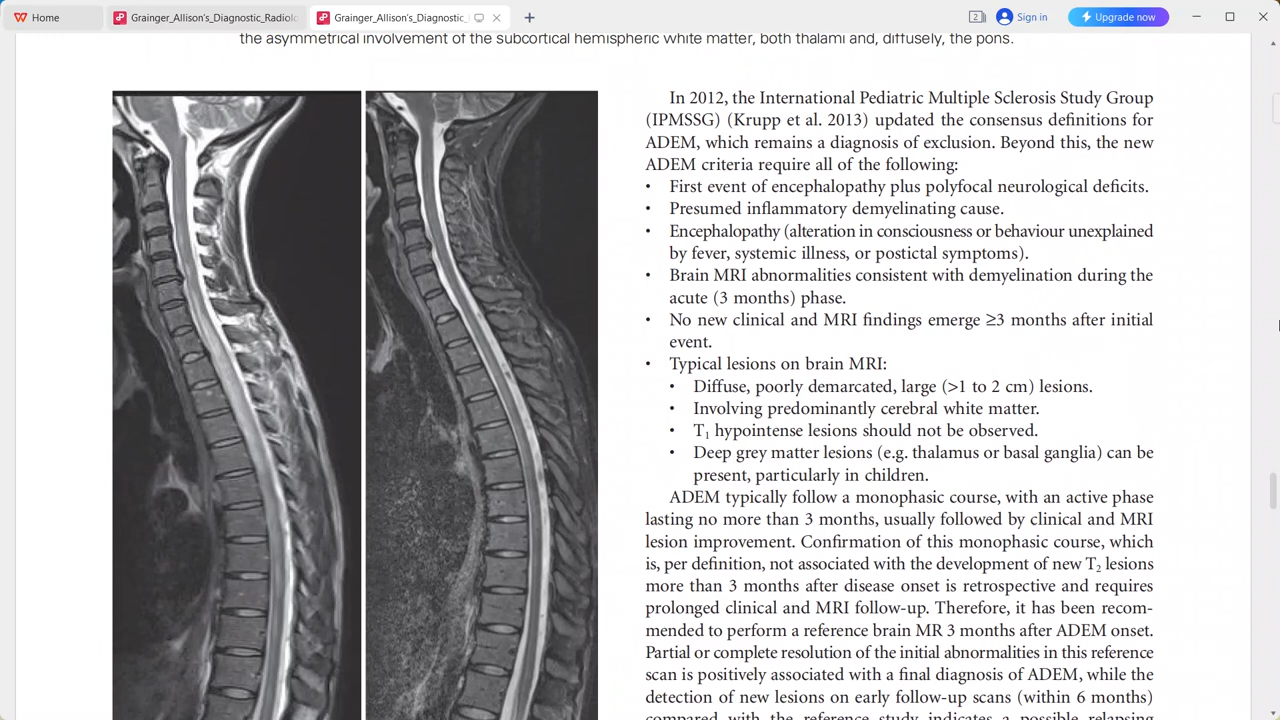 Home
Grainger_Allison's_Diagnostic_Radiolo
Grainger_Allison's_Diagnostic_
2
Sign in
Upgrade now
the asymmetrical involvement of the subcortical hemispheric white matter, both thalami and, diffusely, the pons.
In 2012, the International Pediatric Multiple Sclerosis Study Group
(IPMSSG) (Krupp et al. 2013) updated the consensus definitions for
ADEM, which remains a diagnosis of exclusion. Beyond this, the new
ADEM criteria require all of the following:
• First event of encephalopathy plus polyfocal neurological deficits.
• Presumed inflammatory demyelinating cause.
• Encephalopathy (alteration in consciousness or behaviour unexplained
by fever, systemic illness, or postictal symptoms).
• Brain MRI abnormalities consistent with demyelination during the
acute (3 months) phase.
• No new clinical and MRI findings emerge ≥3 months after initial
event.
• Typical lesions on brain MRI:
• Diffuse, poorly demarcated, large (>1 to 2 cm) lesions.
• Involving predominantly cerebral white matter.
• T₁ hypointense lesions should not be observed.
• Deep grey matter lesions (e.g. thalamus or basal ganglia) can be
present, particularly in children.
ADEM typically follow a monophasic course, with an active phase
lasting no more than 3 months, usually followed by clinical and MRI
lesion improvement. Confirmation of this monophasic course, which
is, per definition, not associated with the development of new T₂ lesions
more than 3 months after disease onset is retrospective and requires
prolonged clinical and MRI follow-up. Therefore, it has been recom-
mended to perform a reference brain MR 3 months after ADEM onset.
Partial or complete resolution of the initial abnormalities in this reference
scan is positively associated with a final diagnosis of ADEM, while the
detection of new lesions on early follow-up scans (within 6 months)
compared with the reference study indicates a possible relapsing